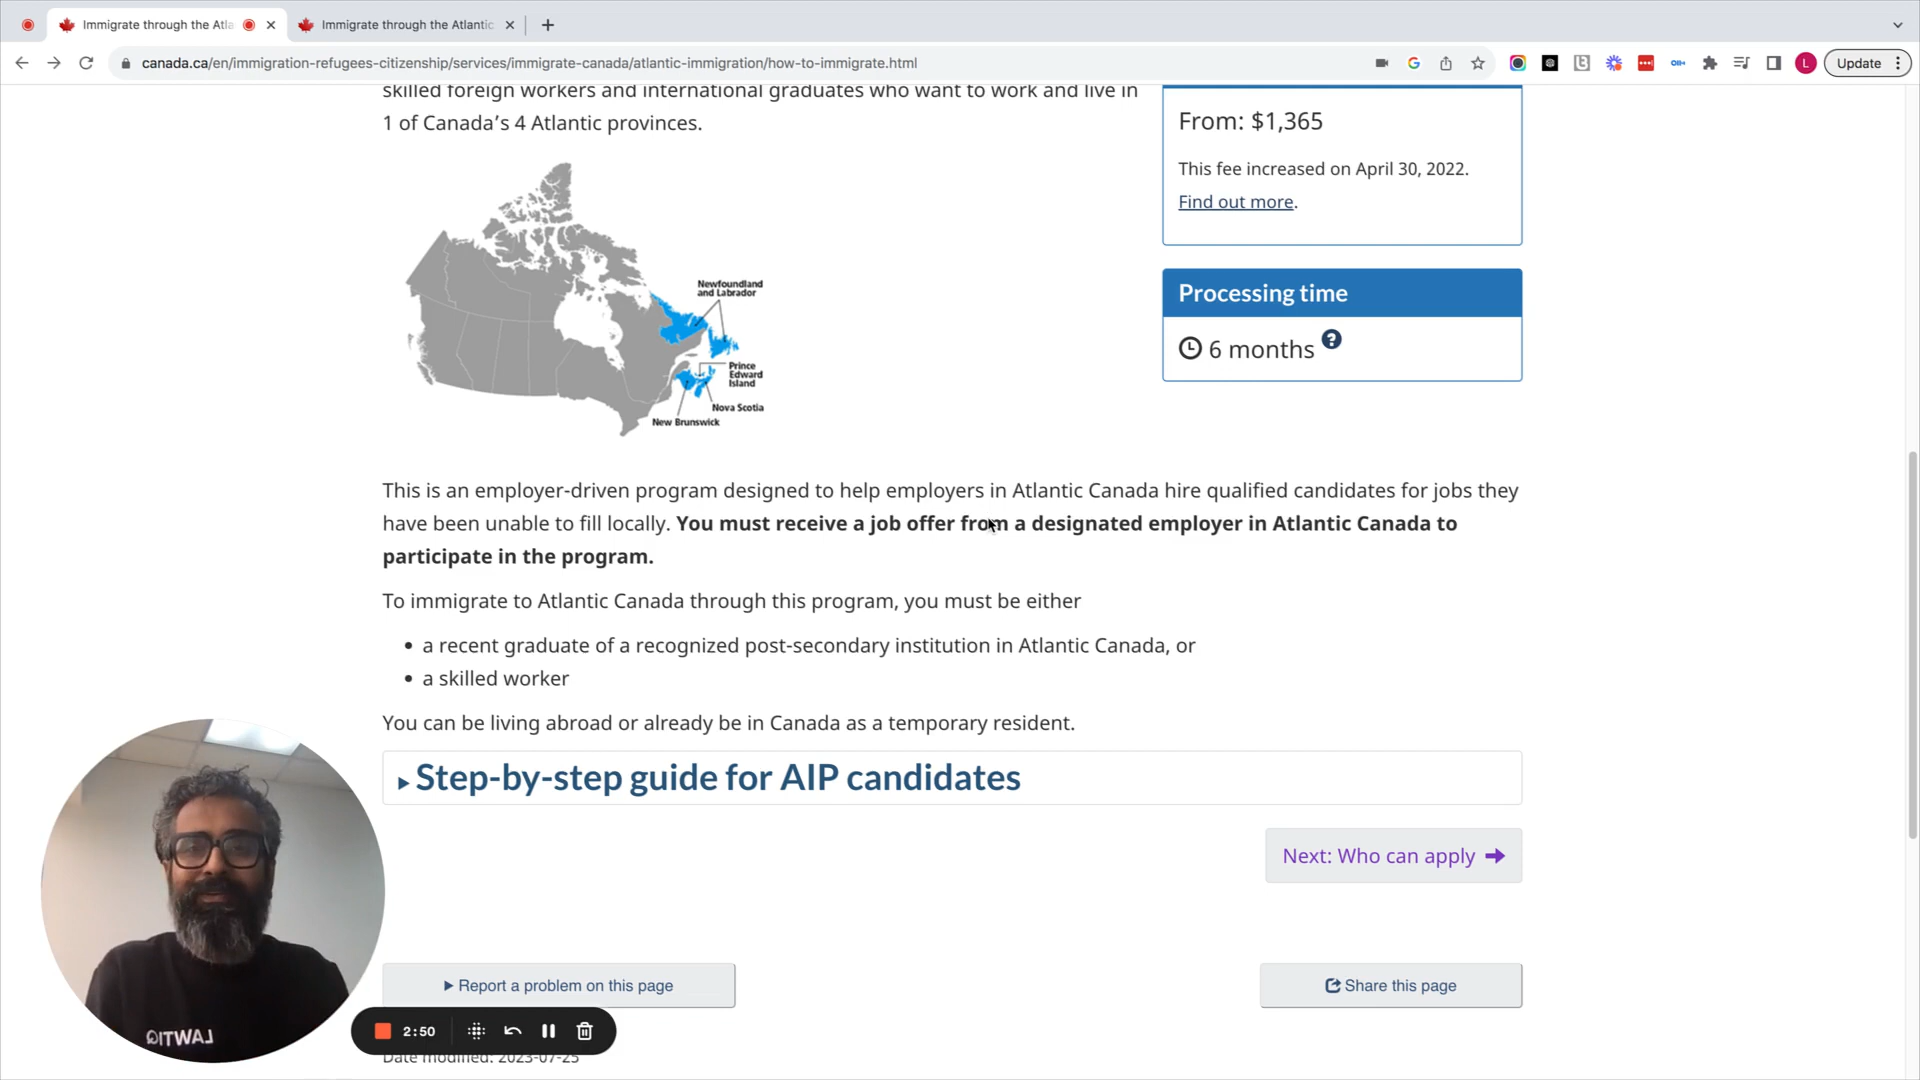 Immigrate through the Atla
Immigrate through the Atlantic
canada.ca/en/immigration-refugees-citizenship/services/immigrate-canada/atlantic-immigration/how-to-immigrate.html
L
Update
skilled foreign workers and international graduates who want to work and live in
1 of Canada’s 4 Atlantic provinces.
From: $1,365
This fee increased on April 30, 2022.
Find out more.
Processing time
6 months ?
Newfoundland
and Labrador
Prince
Edward
Island
Nova Scotia
New Brunswick
This is an employer-driven program designed to help employers in Atlantic Canada hire qualified candidates for jobs they
have been unable to fill locally. You must receive a job offer from a designated employer in Atlantic Canada to
participate in the program.
To immigrate to Atlantic Canada through this program, you must be either
• a recent graduate of a recognized post-secondary institution in Atlantic Canada, or
• a skilled worker
You can be living abroad or already be in Canada as a temporary resident.
Step-by-step guide for AIP candidates
Next: Who can apply
Report a problem on this page
Share this page
LAWTIQ
2:50
Date modified: 2023-07-25